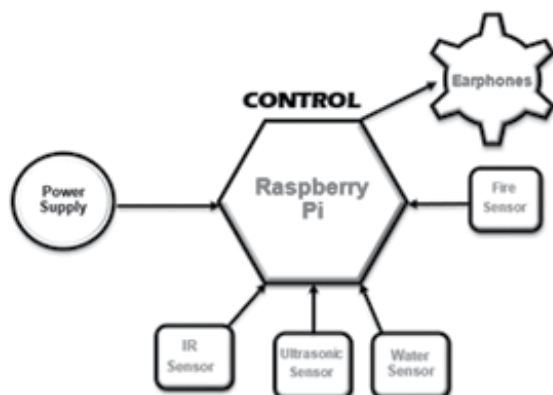 Earphones
CONTROL
Power
Supply
Raspberry
Pi
Fire
Sensor
IR
Sensor
Ultrasonic
Sensor
Water
Sensor